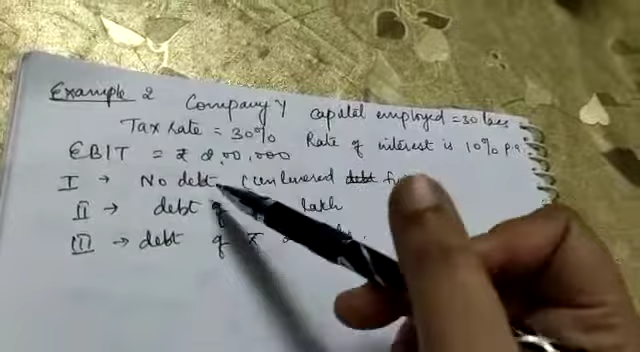 Example 2 Company Y capital employed = 30 lacs
Tax Rate = 30% Rate of interest is 10% p.a.
EBIT = ₹ 2,00,000
I → No debt (unlevered debt
II → debt of lakh
III → debt of ₹